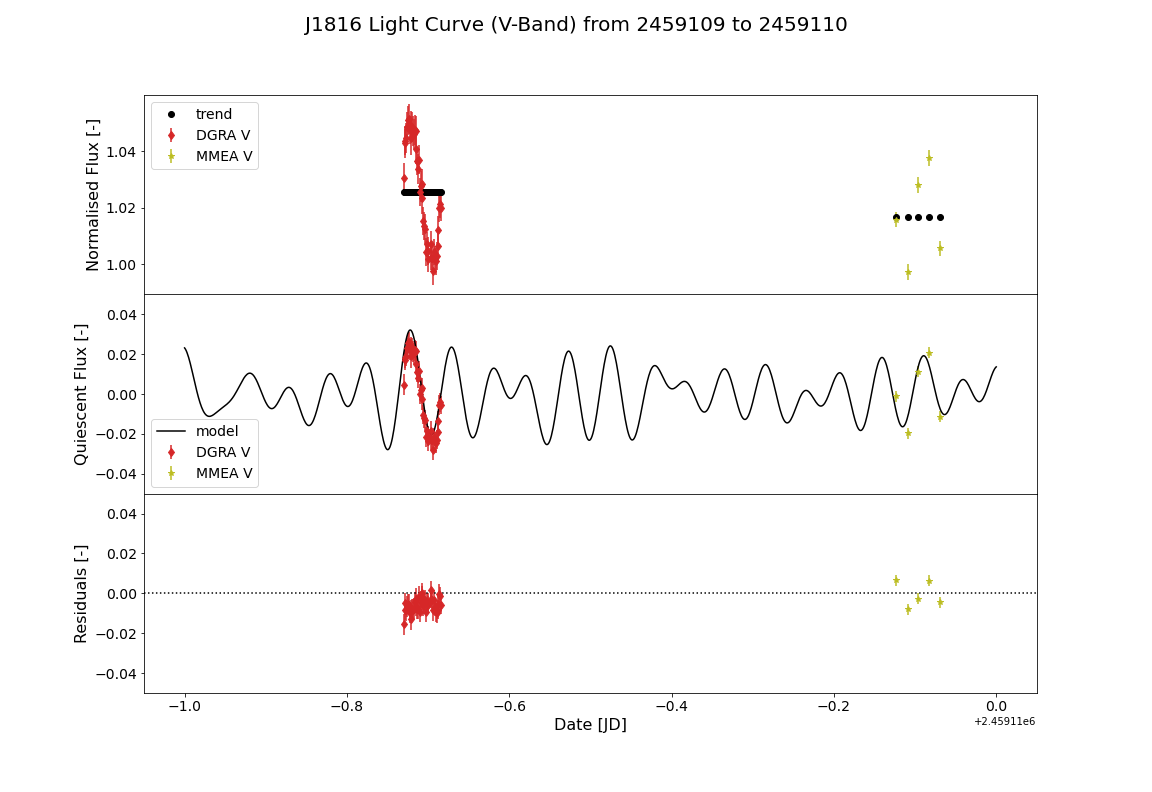 J1816 Light Curve (V-Band) from 2459109 to 2459110
Normalised Flux [-]
1.04
1.02
1.00
trend
DGRA V
MMEA V
Quiescent Flux [-]
0.04
0.02
0.00
−0.02
−0.04
model
DGRA V
MMEA V
Residuals [-]
0.04
0.02
0.00
−0.02
−0.04
−1.0
−0.8
−0.6
−0.4
−0.2
0.0
+2.45911e6
Date [JD]